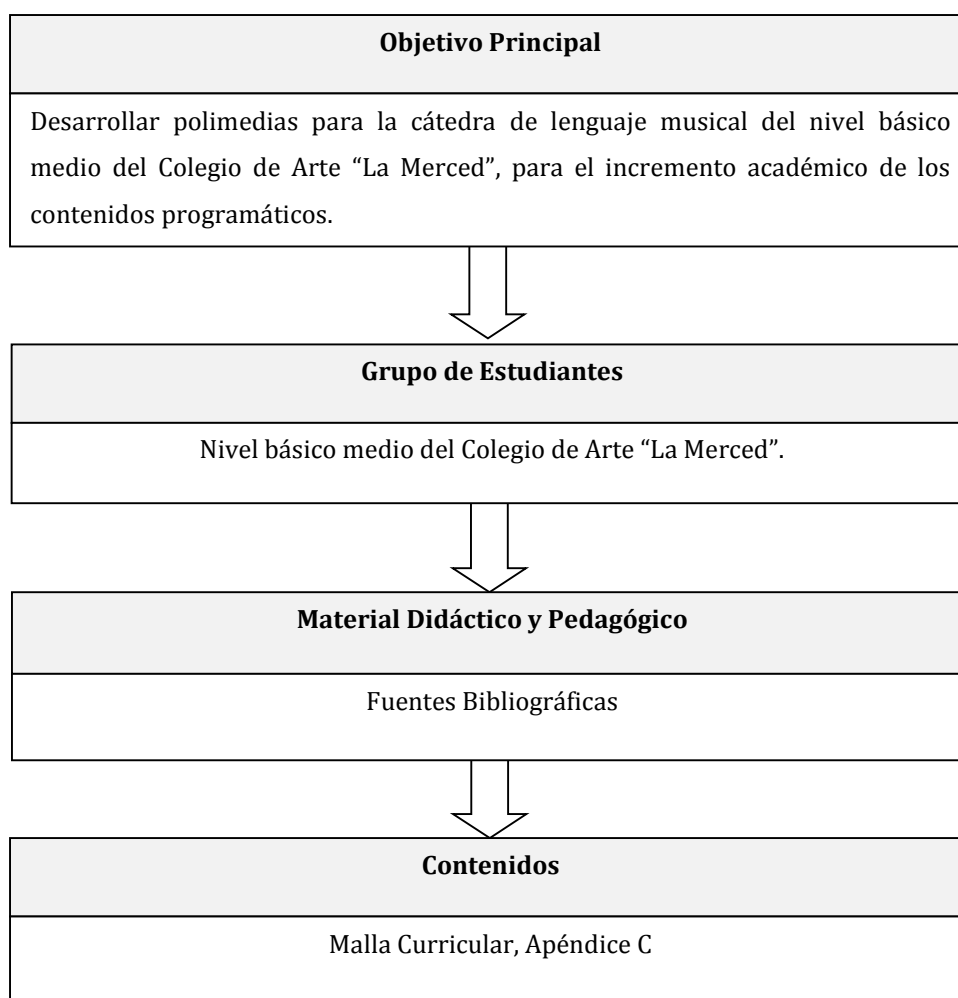 Objetivo Principal
Desarrollar polimedias para la cátedra de lenguaje musical del nivel básico
medio del Colegio de Arte “La Merced”, para el incremento académico de los
contenidos programáticos.
Grupo de Estudiantes
Nivel básico medio del Colegio de Arte “La Merced”.
Material Didáctico y Pedagógico
Fuentes Bibliográficas
Contenidos
Malla Curricular, Apéndice C